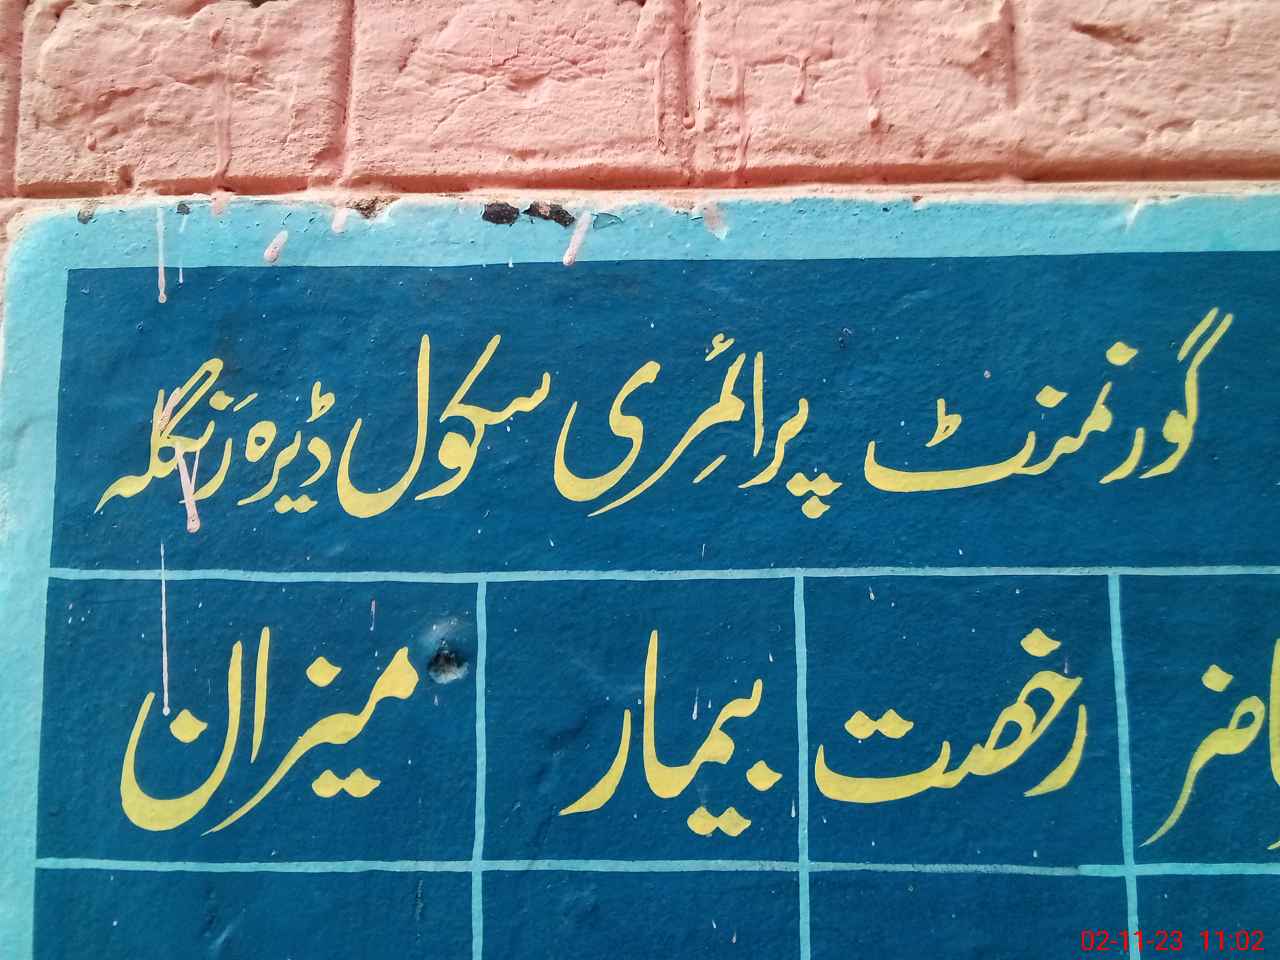 گورنمنٹ پرائمری سکول ڈیرہ زنگلہ
رخصت بیمار میزان
02-11-23 11:02